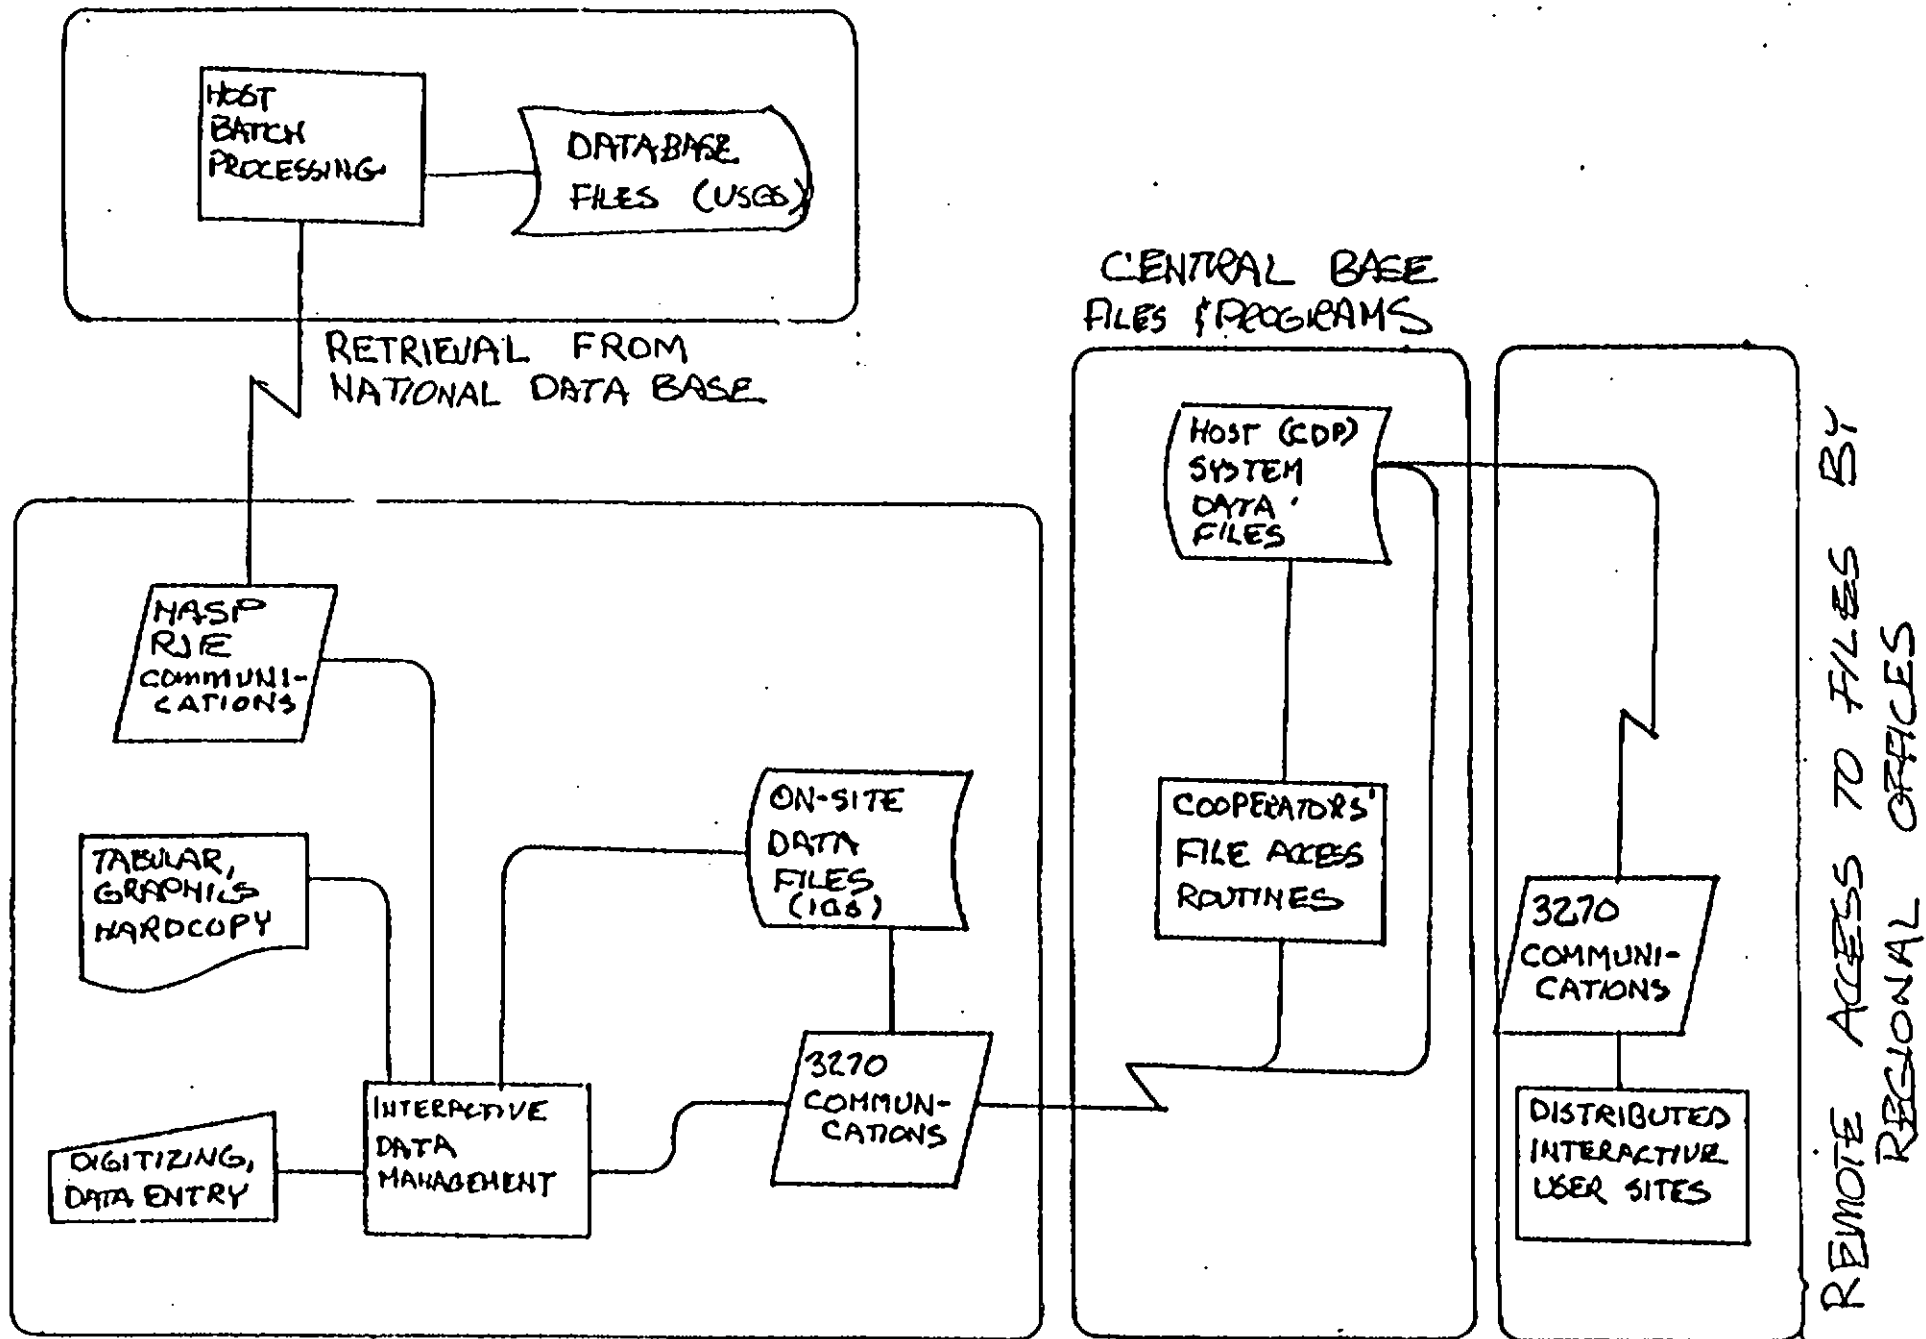 HOST
BATCH
PROCESSING
DATABASE
FILES (USGS)
RETRIEVAL FROM
NATIONAL DATA BASE
CENTRAL BASE
FILES & PROGRAMS
HOST (CDP)
SYSTEM
DATA
FILES
HASP
RJE
COMMUNI-
CATIONS
TABULAR,
GRAPHICS
HARDCOPY
ON-SITE
DATA
FILES
COOPERATORS'
FILE ACCESS
ROUTINES
3270
COMMUNI-
CATIONS
3270
COMMUN-
CATIONS
INTERACTIVE
DATA
MANAGEMENT
DIGITIZING,
DATA ENTRY
DISTRIBUTED
INTERACTIVE
USER SITES
REMOTE ACCESS TO FILES BY
REGIONAL OFFICES